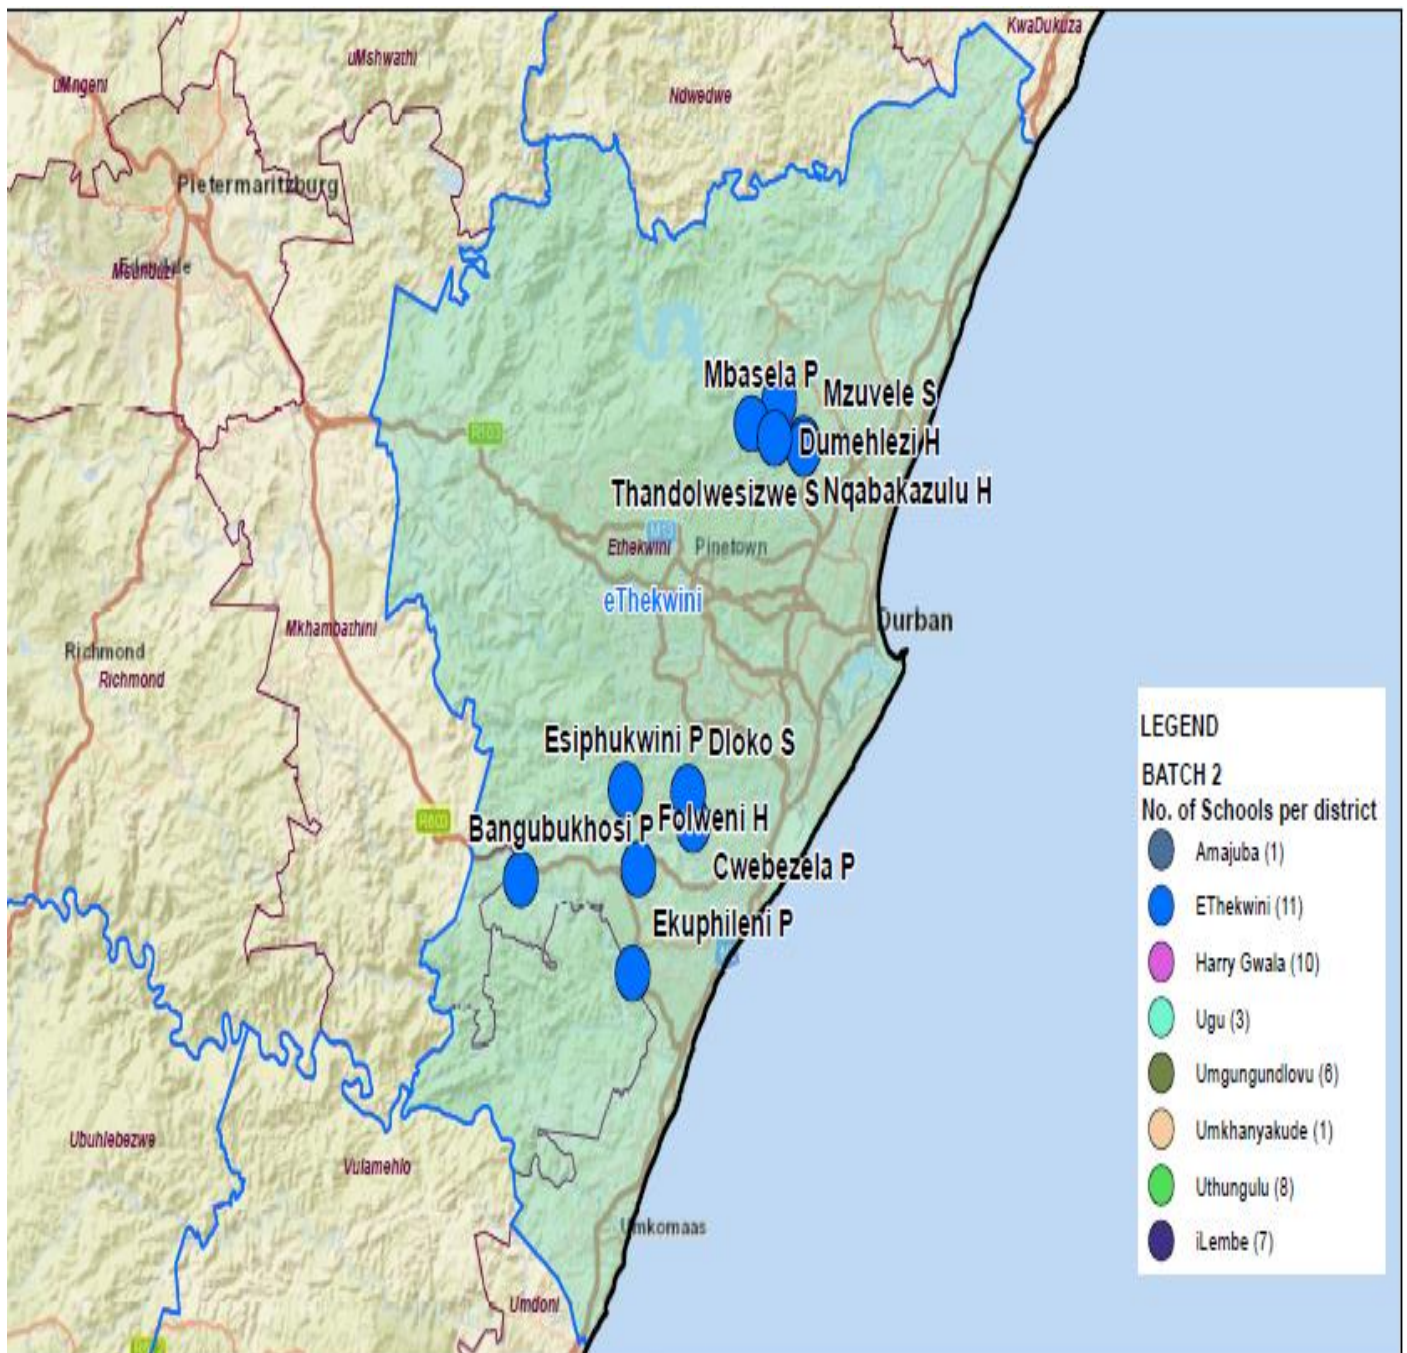 KwaDukuza
uMshwathi
uMngeni
Ndwedwe
Pietermaritzburg
Msunduzi
Mbasela P
Mzuvele S
R103
Dumehlezi H
Thandolwesizwe S
Nqabakazulu H
Ethekwini
Pinetown
eThekwini
Durban
Mkhambathini
Richmond
Richmond
Esiphukwini P
Dloko S
Folweni H
Bangubukhosi P
R603
Cwebezela P
Ekuphileni P
Ubuhlebezwe
Vulamehlo
Umkomaas
Umdoni
LEGEND
BATCH 2
No. of Schools per district
Amajuba (1)
EThekwini (11)
Harry Gwala (10)
Ugu (3)
Umgungundlovu (6)
Umkhanyakude (1)
Uthungulu (8)
iLembe (7)